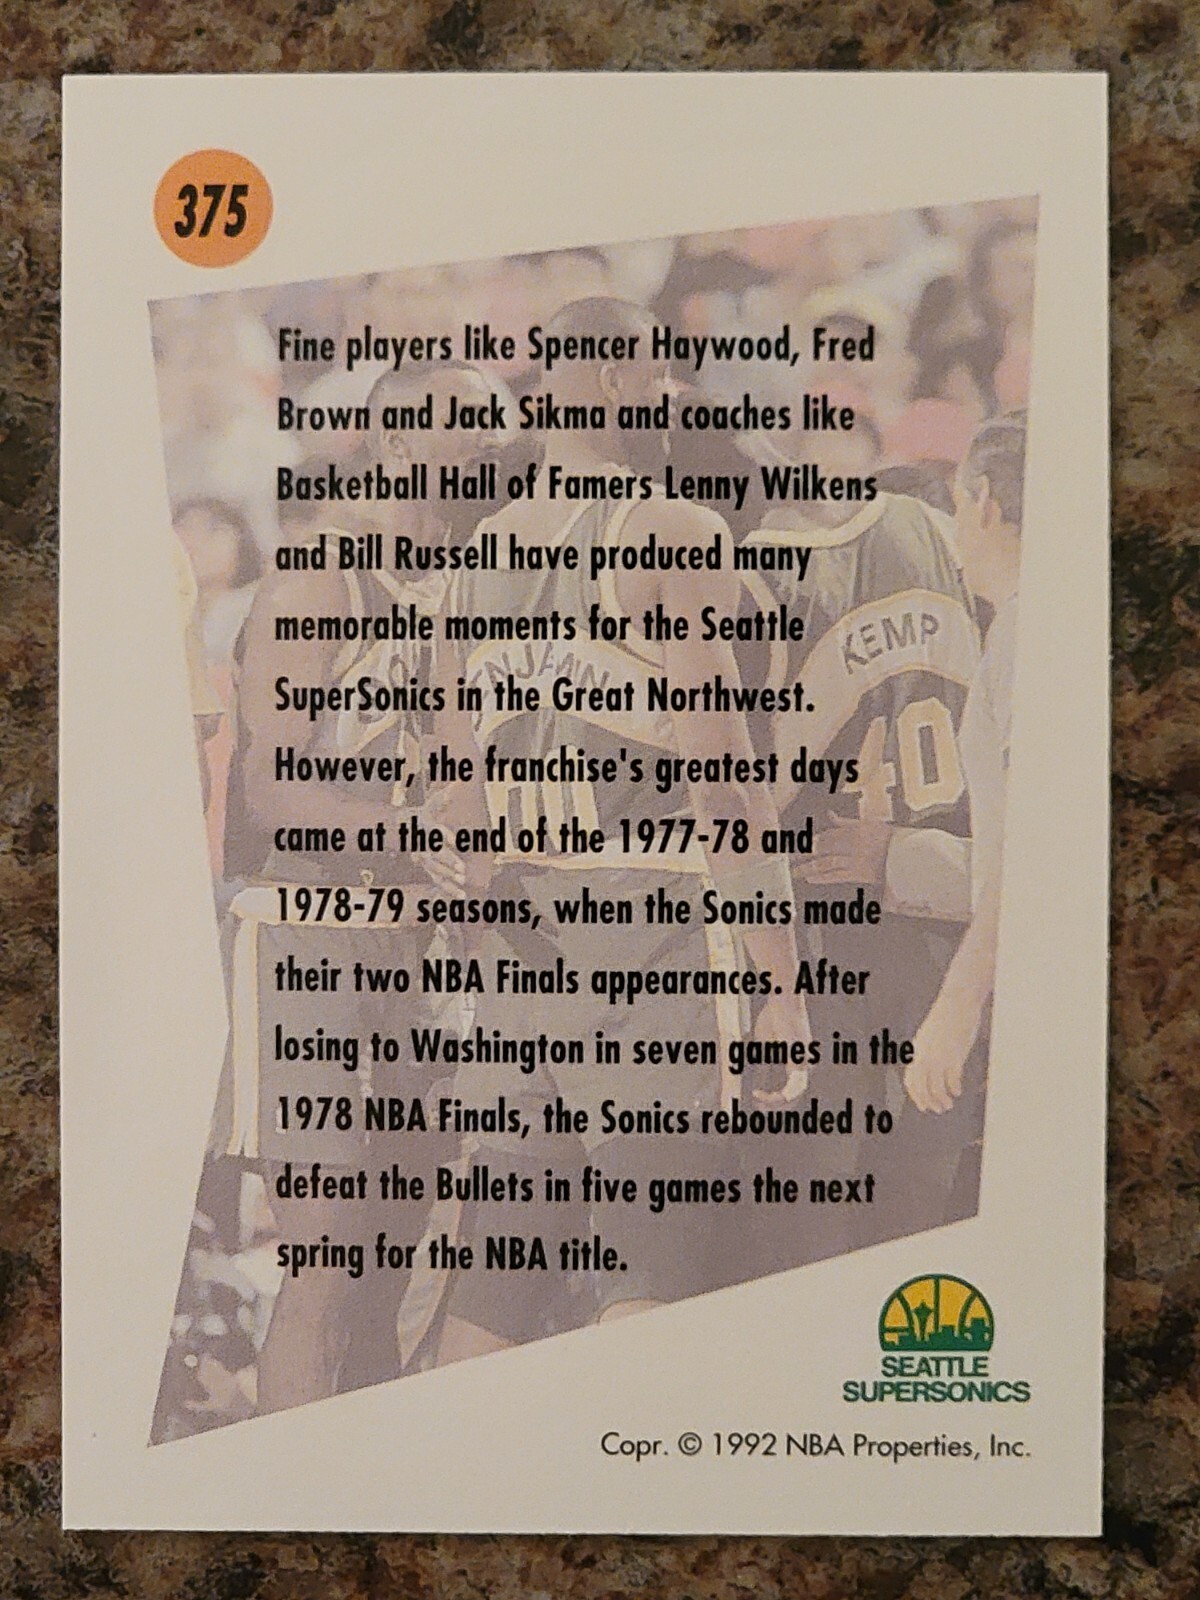 375
Fine players like Spencer Haywood, Fred
Brown and Jack Sikma and coaches like
Basketball Hall of Famers Lenny Wilkens
and Bill Russell have produced many
memorable moments for the Seattle
SuperSonics in the Great Northwest.
However, the franchise's greatest days
came at the end of the 1977-78 and
1978-79 seasons, when the Sonics made
their two NBA Finals appearances. After
losing to Washington in seven games in the
1978 NBA Finals, the Sonics rebounded to
defeat the Bullets in five games the next
spring for the NBA title.
KEMP
40
SEATTLE
SUPERSONICS
Copr. © 1992 NBA Properties, Inc.